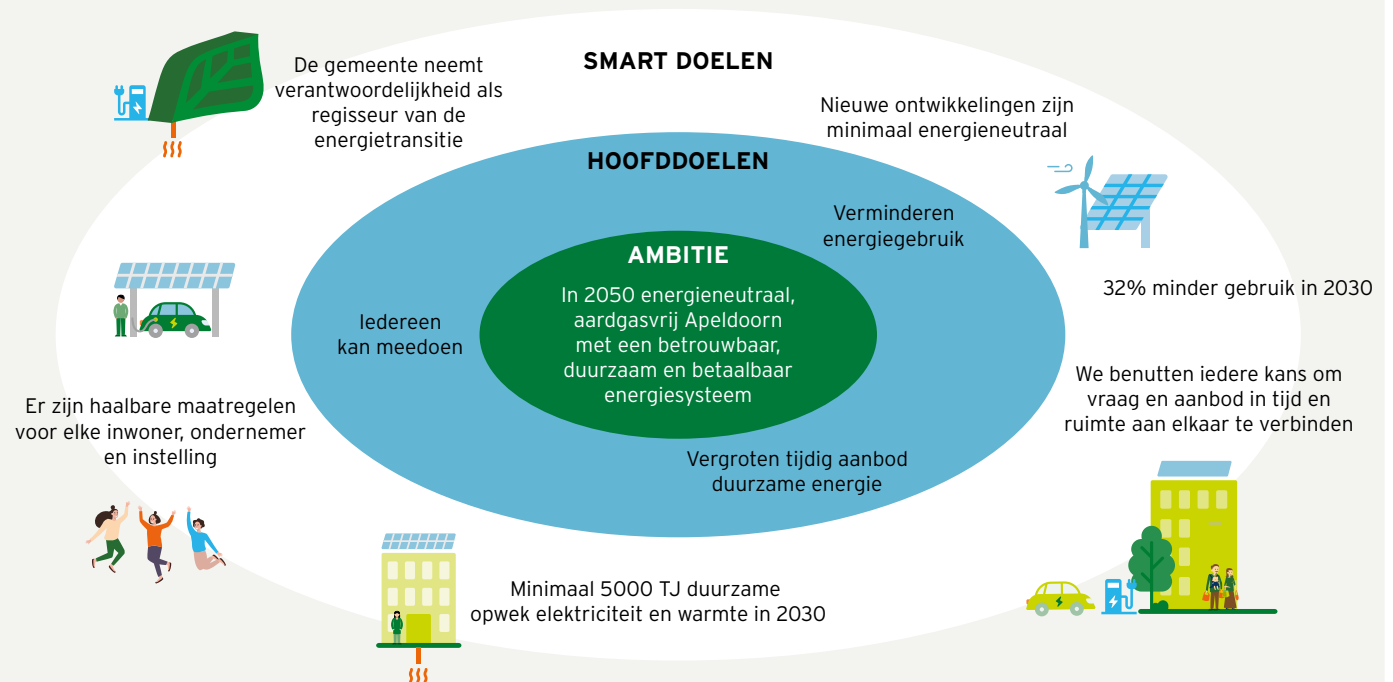 SMART DOELEN
De gemeente neemt
verantwoordelijkheid als
regisseur van de
energietransitie
Nieuwe ontwikkelingen zijn
minimaal energieneutraal
HOOFDDOELEN
Verminderen
energiegebruik
AMBITIE
In 2050 energieneutraal,
aardgasvrij Apeldoorn
met een betrouwbaar,
duurzaam en betaalbaar
energiesysteem
32% minder gebruik in 2030
Iedereen
kan meedoen
We benutten iedere kans om
vraag en aanbod in tijd en
ruimte aan elkaar te verbinden
Er zijn haalbare maatregelen
voor elke inwoner, ondernemer
en instelling
Vergroten tijdig aanbod
duurzame energie
Minimaal 5000 TJ duurzame
opwek elektriciteit en warmte in 2030